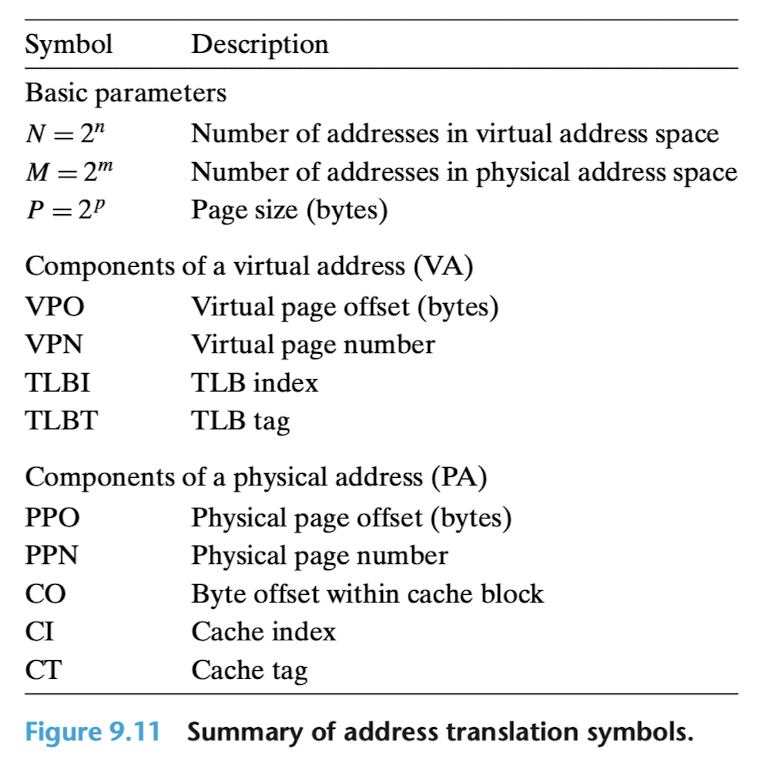 Symbol Description
Basic parameters
N = 2ⁿ Number of addresses in virtual address space
M = 2ᵐ Number of addresses in physical address space
P = 2ᵖ Page size (bytes)
Components of a virtual address (VA)
VPO Virtual page offset (bytes)
VPN Virtual page number
TLBI TLB index
TLBT TLB tag
Components of a physical address (PA)
PPO Physical page offset (bytes)
PPN Physical page number
CO Byte offset within cache block
CI Cache index
CT Cache tag
Figure 9.11 Summary of address translation symbols.